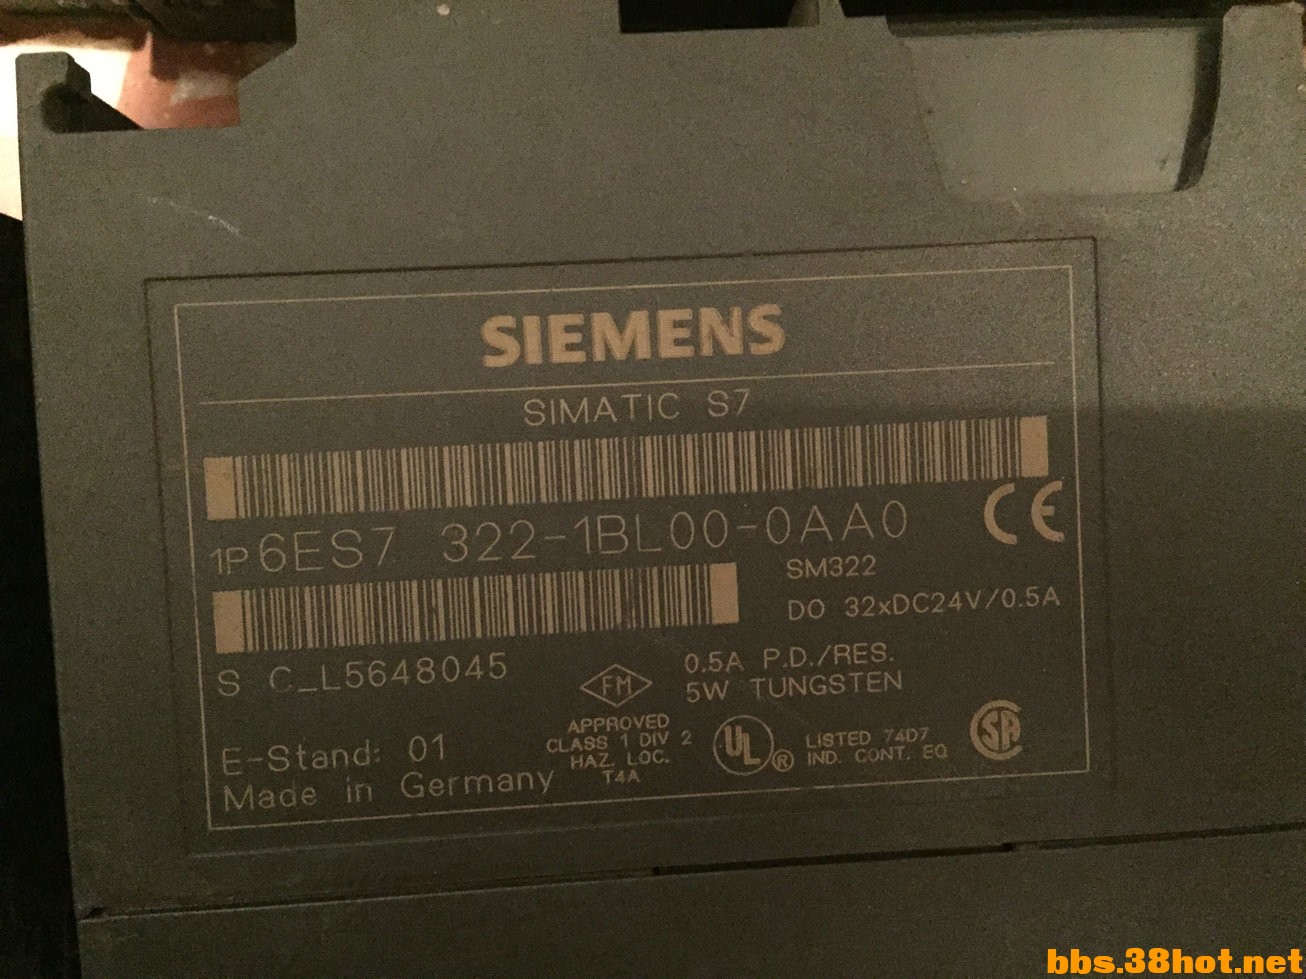 SIEMENS
SIMATIC S7
1P 6ES7 322-1BL00-0AA0
CE
SM322
DO 32xDC24V/0.5A
S C_L5648045
0.5A P.D./RES.
5W TUNGSTEN
FM
APPROVED
CLASS 1 DIV 2
HAZ. LOC.
T4A
UL ®
LISTED 74D7
IND. CONT. EQ
SA
E-Stand: 01
Made in Germany
bbs.38hot.net